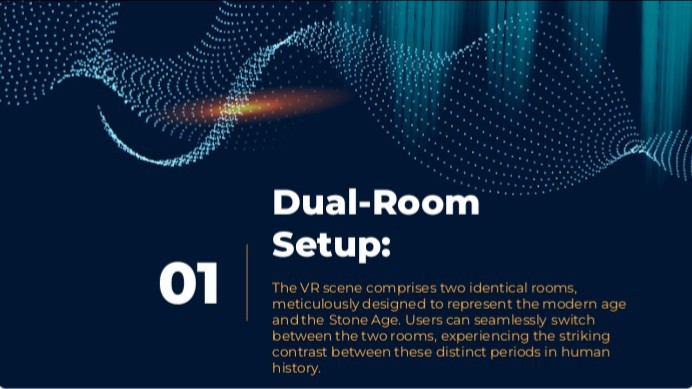 Dual-Room
Setup:
01
The VR scene comprises two identical rooms,
meticulously designed to represent the modern age
and the Stone Age. Users can seamlessly switch
between the two rooms, experiencing the striking
contrast between these distinct periods in human
history.